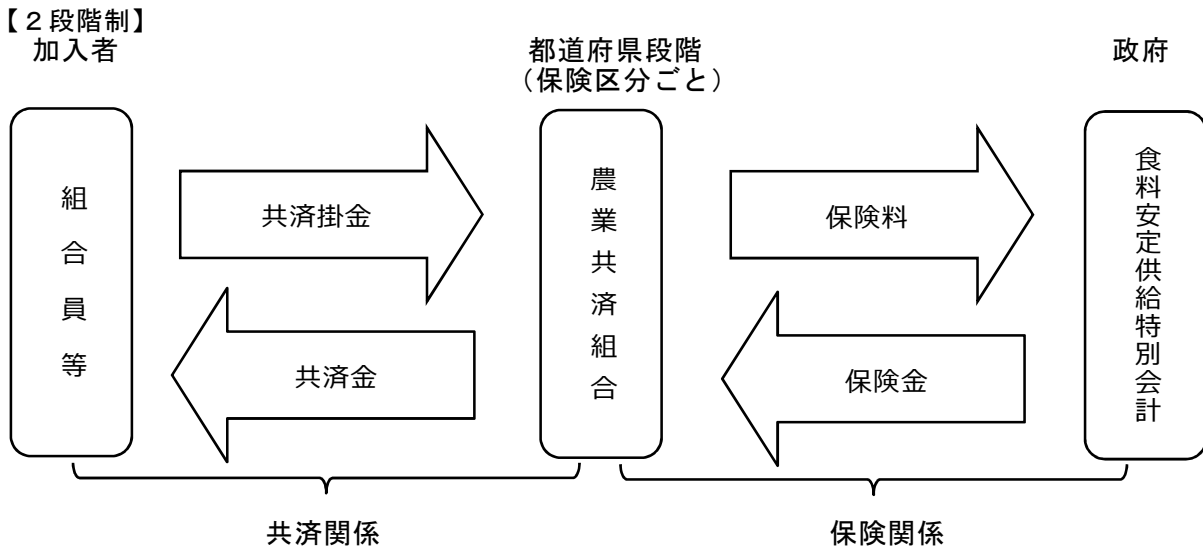 【２段階制】
加入者
都道府県段階
（保険区分ごと）
政府
組合員等
共済掛金
共済金
農業共済組合
保険料
保険金
食料安定供給特別会計
共済関係
保険関係